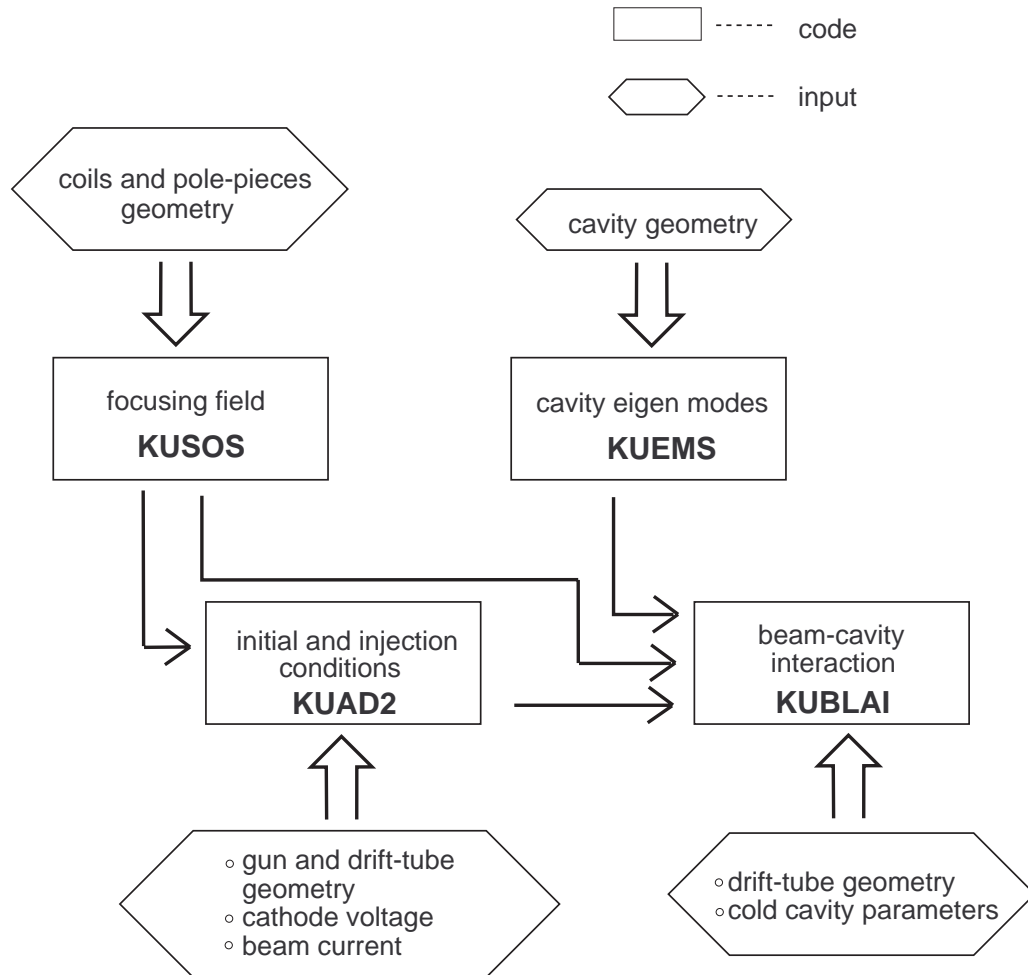 ------ code
------ input
coils and pole-pieces
geometry
cavity geometry
focusing field
KUSOS
cavity eigen modes
KUEMS
initial and injection
conditions
KUAD2
beam-cavity
interaction
KUBLAI
◦ gun and drift-tube
geometry
◦ cathode voltage
◦ beam current
◦ drift-tube geometry
◦ cold cavity parameters